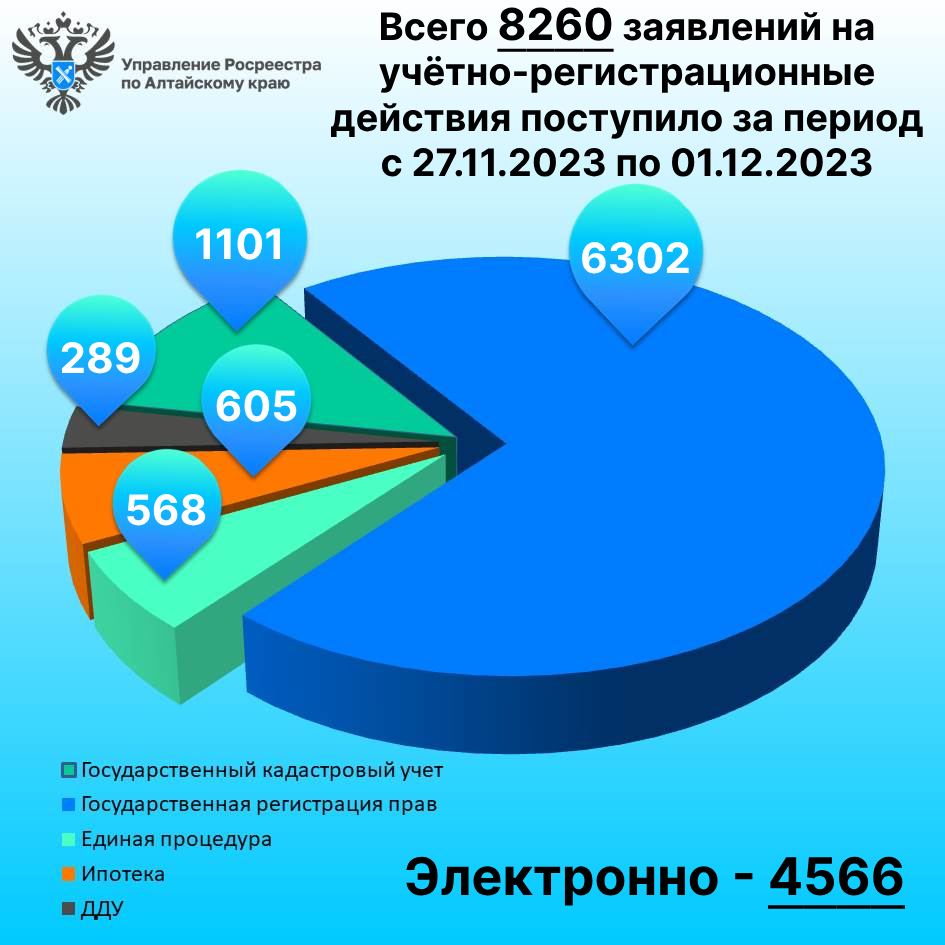 Управление Росреестра
по Алтайскому краю
Всего 8260 заявлений на
учётно-регистрационные
действия поступило за период
с 27.11.2023 по 01.12.2023
1101
6302
289
605
568
Государственный кадастровый учет
Государственная регистрация прав
Единая процедура
Ипотека
ДДУ
Электронно - 4566